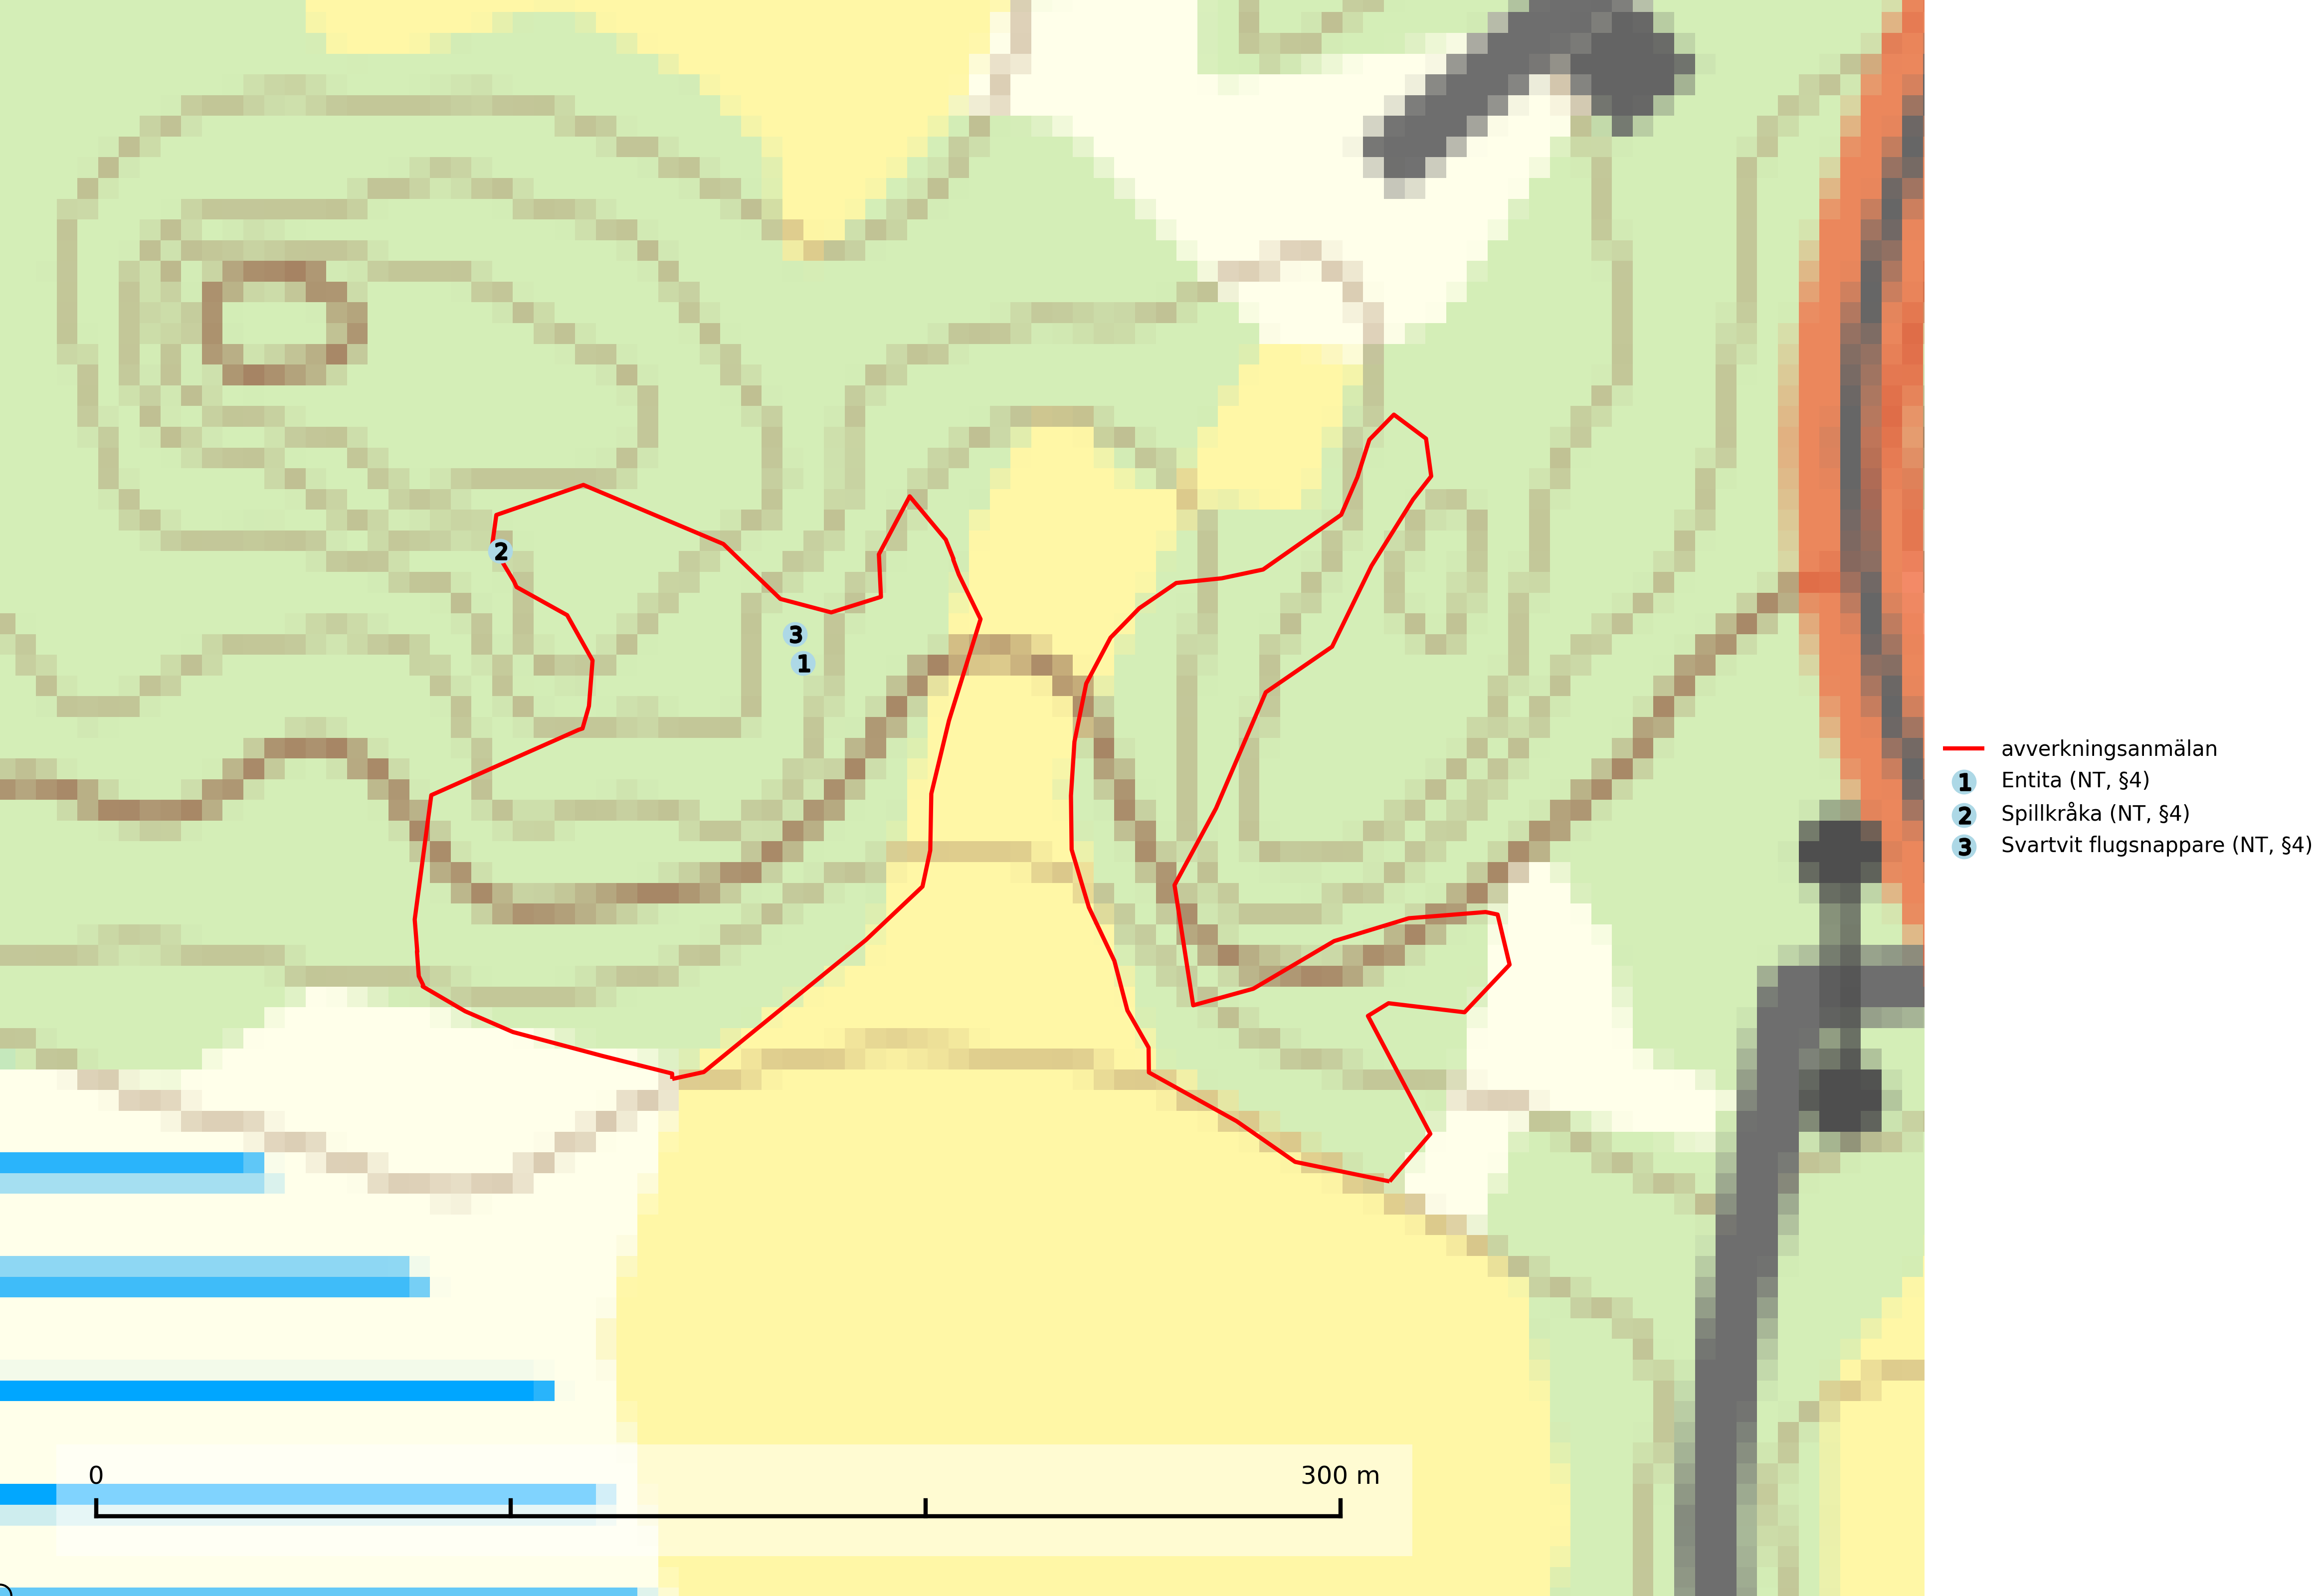 2
3
1
avverkningsanmälan
1 Entita (NT, §4)
2 Spillkråka (NT, §4)
3 Svartvit flugsnappare (NT, §4)
0 300 m